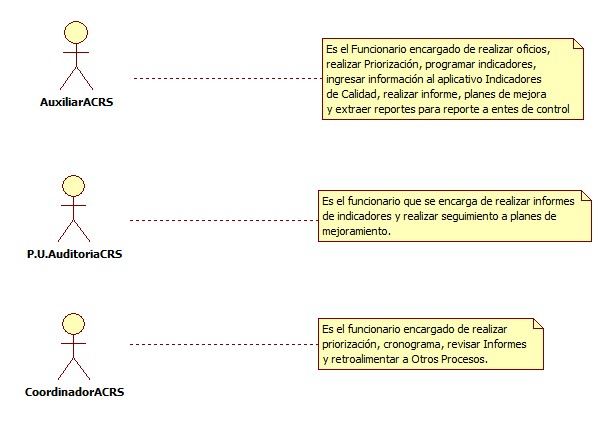 Es el Funcionario encargado de realizar oficios,
realizar Priorización, programar indicadores,
ingresar información al aplicativo Indicadores
de Calidad, realizar informe, planes de mejora
y extraer reportes para reporte a entes de control
AuxiliarACRS
Es el funcionario que se encarga de realizar informes
de indicadores y realizar seguimiento a planes de
mejoramiento.
P.U.AuditoriaCRS
Es el funcionario encargado de realizar
priorización, cronograma, revisar Informes
y retroalimentar a Otros Procesos.
CoordinadorACRS